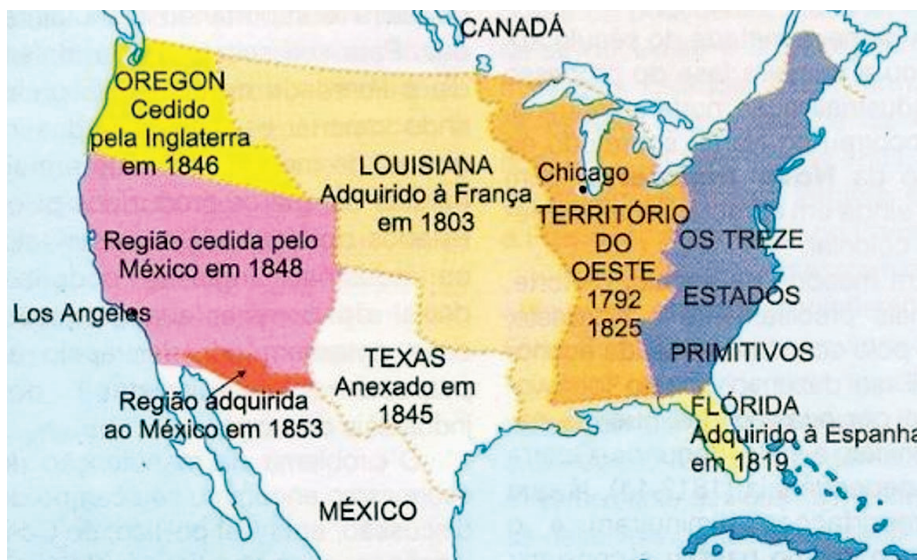 CANADÁ
OREGON
Cedido
pela Inglaterra
em 1846
LOUISIANA
Adquirido à França
em 1803
Chicago
TERRITÓRIO
DO
OESTE
1792
1825
OS TREZE
ESTADOS
PRIMITIVOS
Região cedida pelo
México em 1848
Los Angeles
TEXAS
Anexado em
1845
Região adquirida
ao México em 1853
FLÓRIDA
Adquirido à Espanha
em 1819
MÉXICO